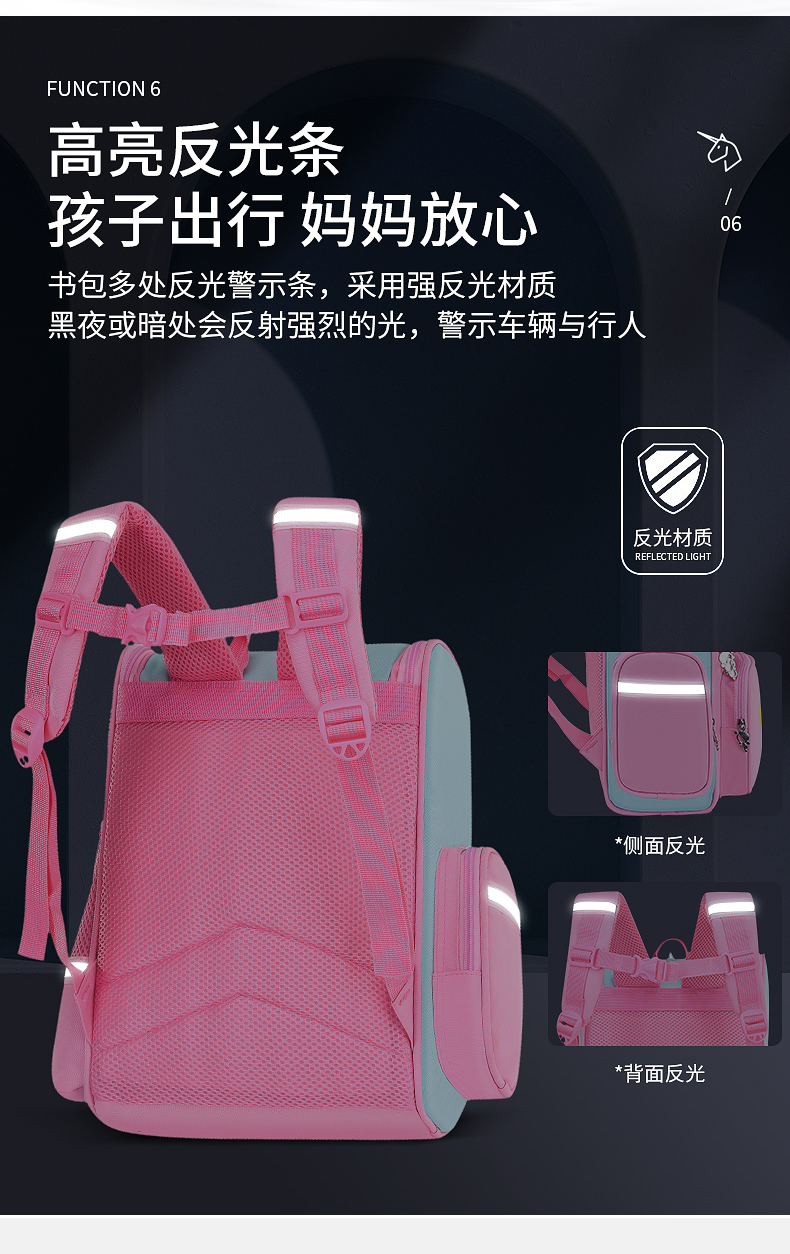 FUNCTION 6
高亮反光条
孩子出行 妈妈放心
/
06
书包多处反光警示条，采用强反光材质
黑夜或暗处会反射强烈的光，警示车辆与行人
反光材质
REFLECTED LIGHT
*侧面反光
*背面反光